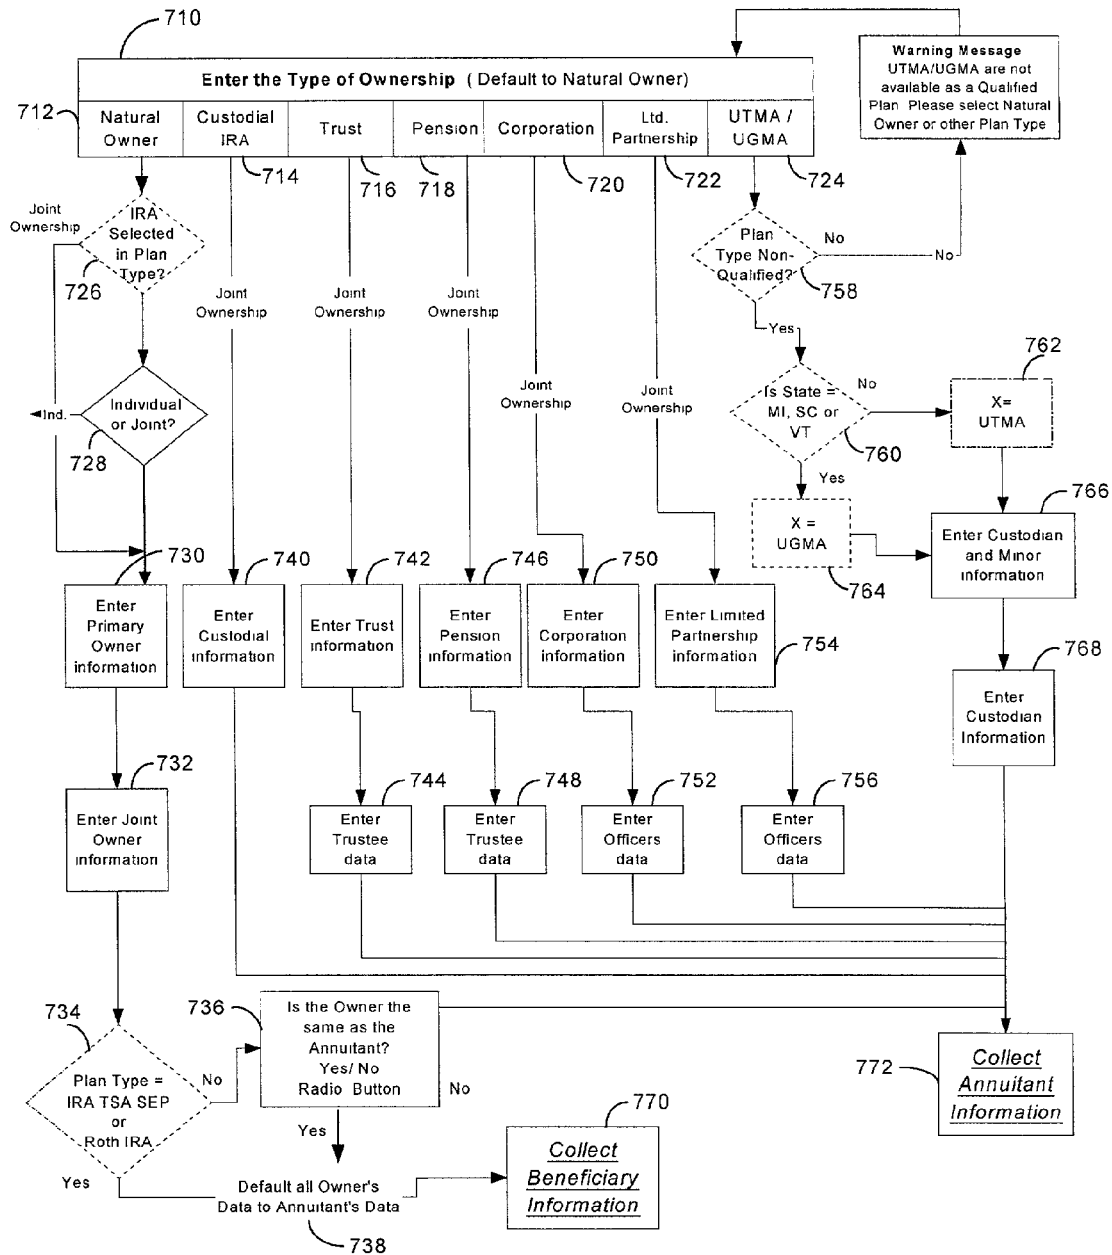 710
Enter the Type of Ownership ( Default to Natural Owner)
Warning Message
UTMA/UGMA are not
available as a Qualified
Plan Please select Natural
Owner or other Plan Type
712
Natural
Owner
Custodial
IRA
Trust
Pension
Corporation
Ltd.
Partnership
UTMA /
UGMA
714
716
718
720
722
724
Joint
Ownership
IRA
Selected
in Plan
Type?
726
Plan
Type Non-
Qualified?
No
No
758
Joint
Ownership
Joint
Ownership
Joint
Ownership
Yes
762
Individual
or Joint?
Ind.
728
Joint
Ownership
Joint
Ownership
Is State =
MI, SC or
VT
No
760
X=
UTMA
Yes
766
X =
UGMA
764
Enter Custodian
and Minor
information
730
740
742
746
750
Enter
Primary
Owner
information
Enter
Custodial
information
Enter Trust
information
Enter
Pension
information
Enter
Corporation
information
Enter Limited
Partnership
information
754
768
Enter
Custodian
Information
732
744
748
752
756
Enter Joint
Owner
information
Enter
Trustee
data
Enter
Trustee
data
Enter
Officers
data
Enter
Officers
data
734
736
Is the Owner the
same as the
Annuitant?
Yes/ No
Radio Button
Plan Type =
IRA TSA SEP
or
Roth IRA
No
No
772
Collect
Annuitant
Information
Yes
Yes
770
Collect
Beneficiary
Information
Default all Owner's
Data to Annuitant's Data
738